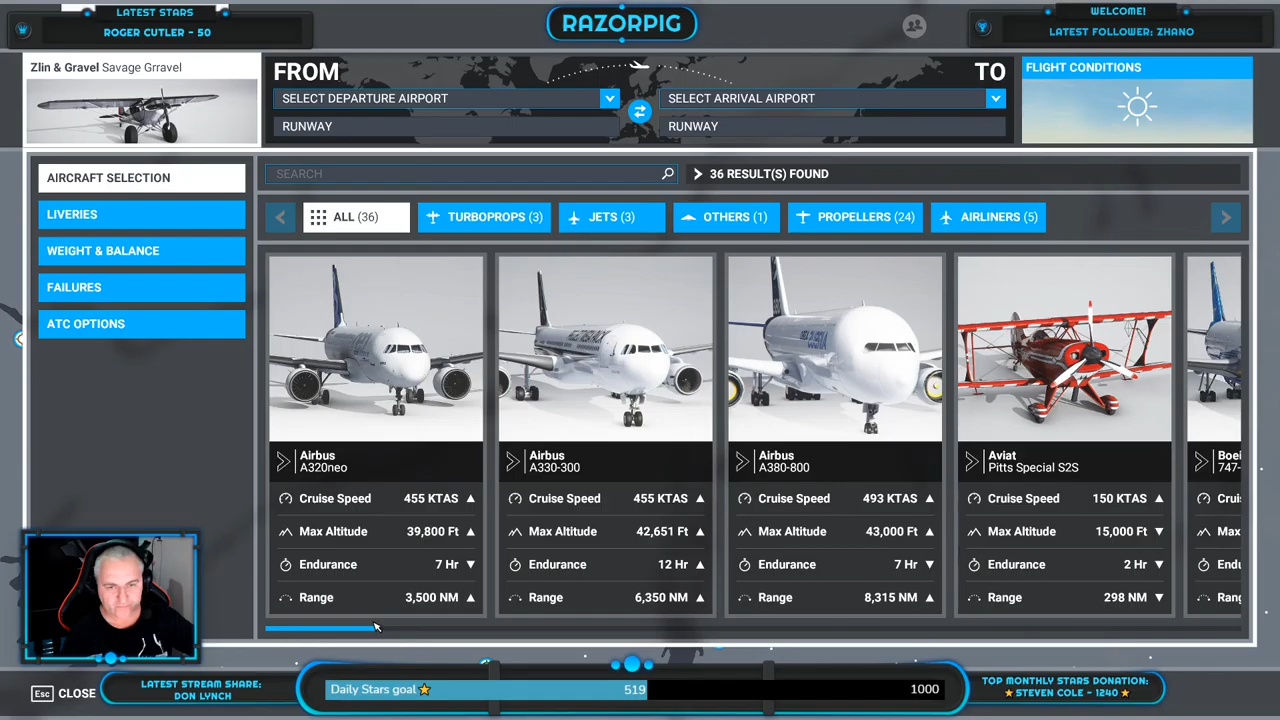 LATEST STARS
ROGER CUTLER - 50
RAZORPIG
WELCOME!
LATEST FOLLOWER: ZHANO
Zlin & Gravel Savage Grravel
FROM
TO
SELECT DEPARTURE AIRPORT
SELECT ARRIVAL AIRPORT
RUNWAY
RUNWAY
FLIGHT CONDITIONS
AIRCRAFT SELECTION
LIVERIES
WEIGHT & BALANCE
FAILURES
ATC OPTIONS
SEARCH
36 RESULT(S) FOUND
ALL (36)
TURBOPROPS (3)
JETS (3)
OTHERS (1)
PROPELLERS (24)
AIRLINERS (5)
Airbus
A320neo
Cruise Speed 455 KTAS
Max Altitude 39,800 Ft
Endurance 7 Hr
Range 3,500 NM
Airbus
A330-300
Cruise Speed 455 KTAS
Max Altitude 42,651 Ft
Endurance 12 Hr
Range 6,350 NM
Airbus
A380-800
Cruise Speed 493 KTAS
Max Altitude 43,000 Ft
Endurance 7 Hr
Range 8,315 NM
Aviat
Pitts Special S2S
Cruise Speed 150 KTAS
Max Altitude 15,000 Ft
Endurance 2 Hr
Range 298 NM
Boei
747-
Crui
Max
Endu
Rang
Esc CLOSE
LATEST STREAM SHARE:
DON LYNCH
Daily Stars goal 519 1000
TOP MONTHLY STARS DONATION:
STEVEN COLE - 1240